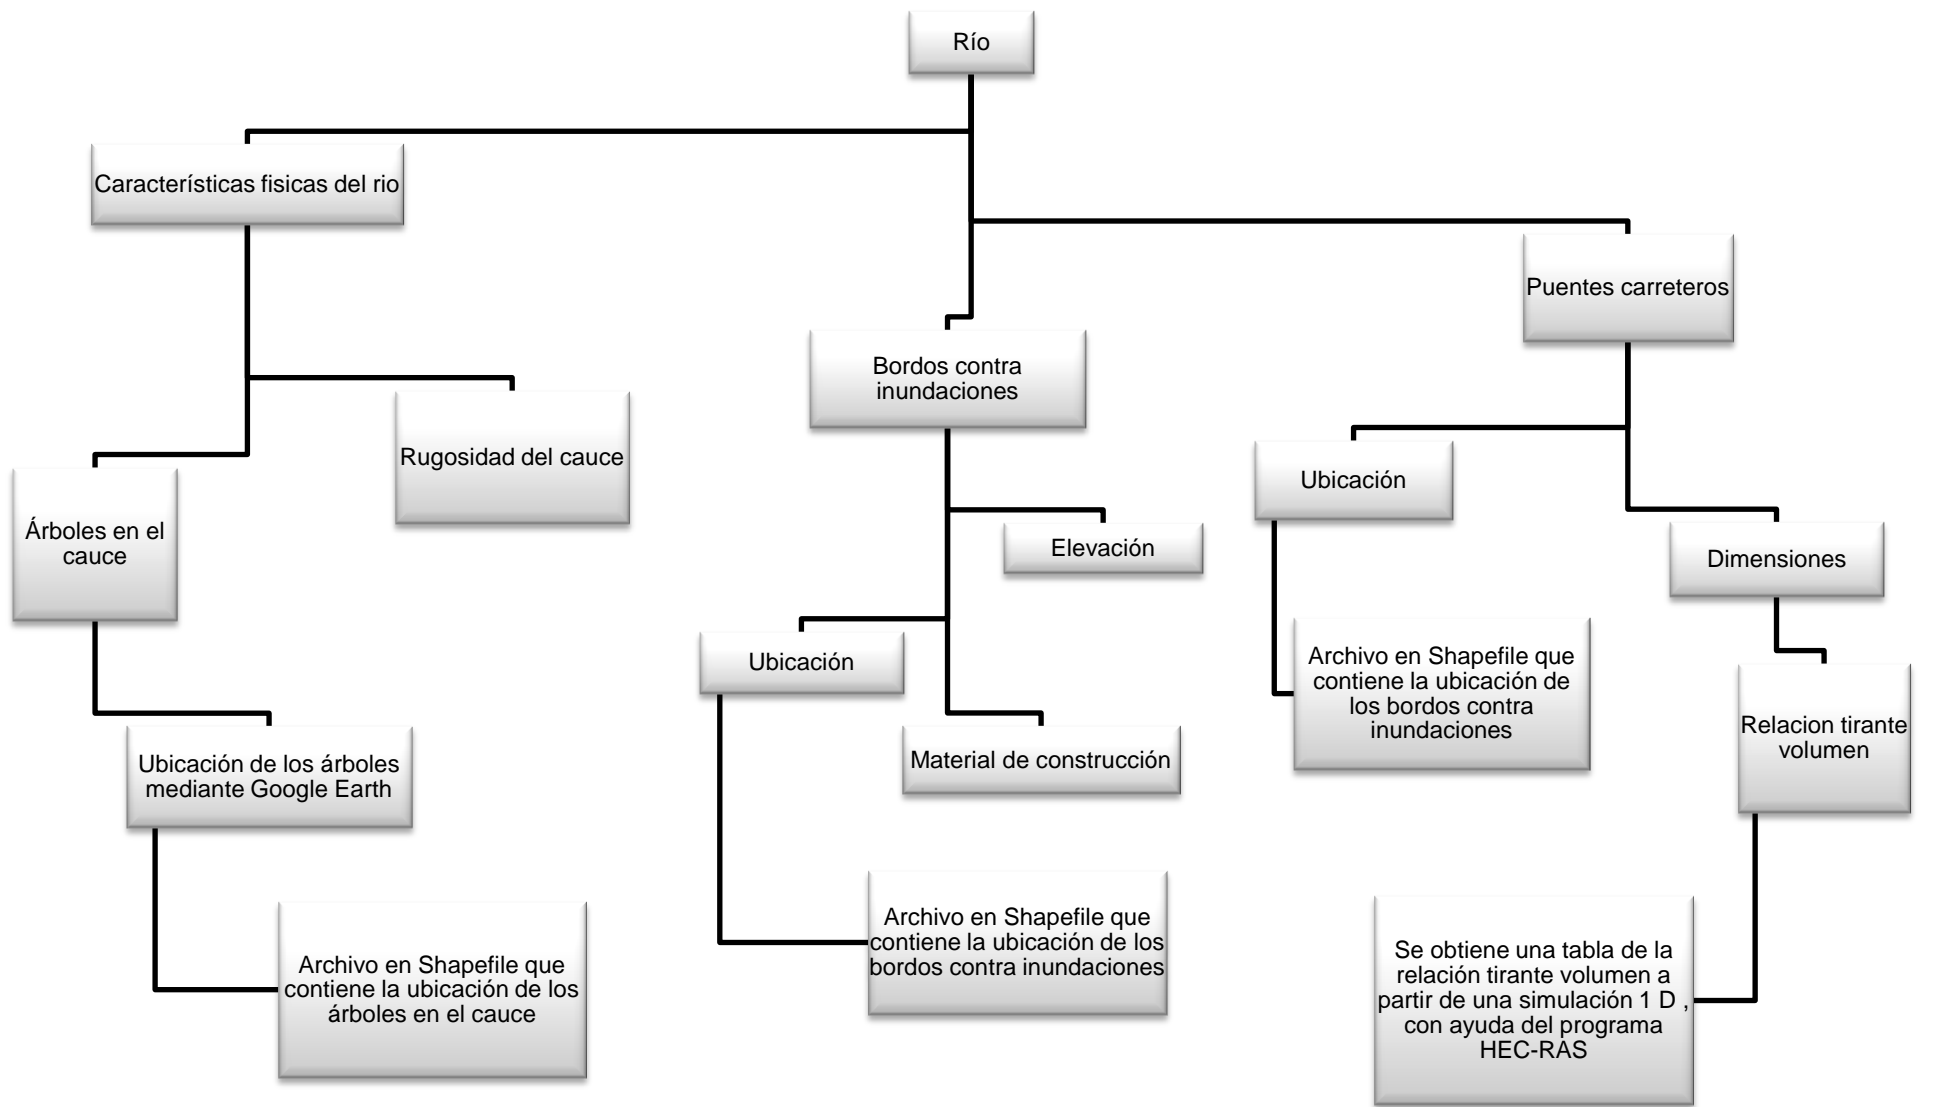 Río
Características fisicas del rio
Puentes carreteros
Bordos contra
inundaciones
Rugosidad del cauce
Ubicación
Árboles en el
cauce
Elevación
Dimensiones
Ubicación
Archivo en Shapefile que
contiene la ubicación de
los bordos contra
inundaciones
Relacion tirante
volumen
Material de construcción
Ubicación de los árboles
mediante Google Earth
Archivo en Shapefile que
contiene la ubicación de los
bordos contra inundaciones
Archivo en Shapefile que
contiene la ubicación de los
árboles en el cauce
Se obtiene una tabla de la
relación tirante volumen a
partir de una simulación 1 D ,
con ayuda del programa
HEC-RAS